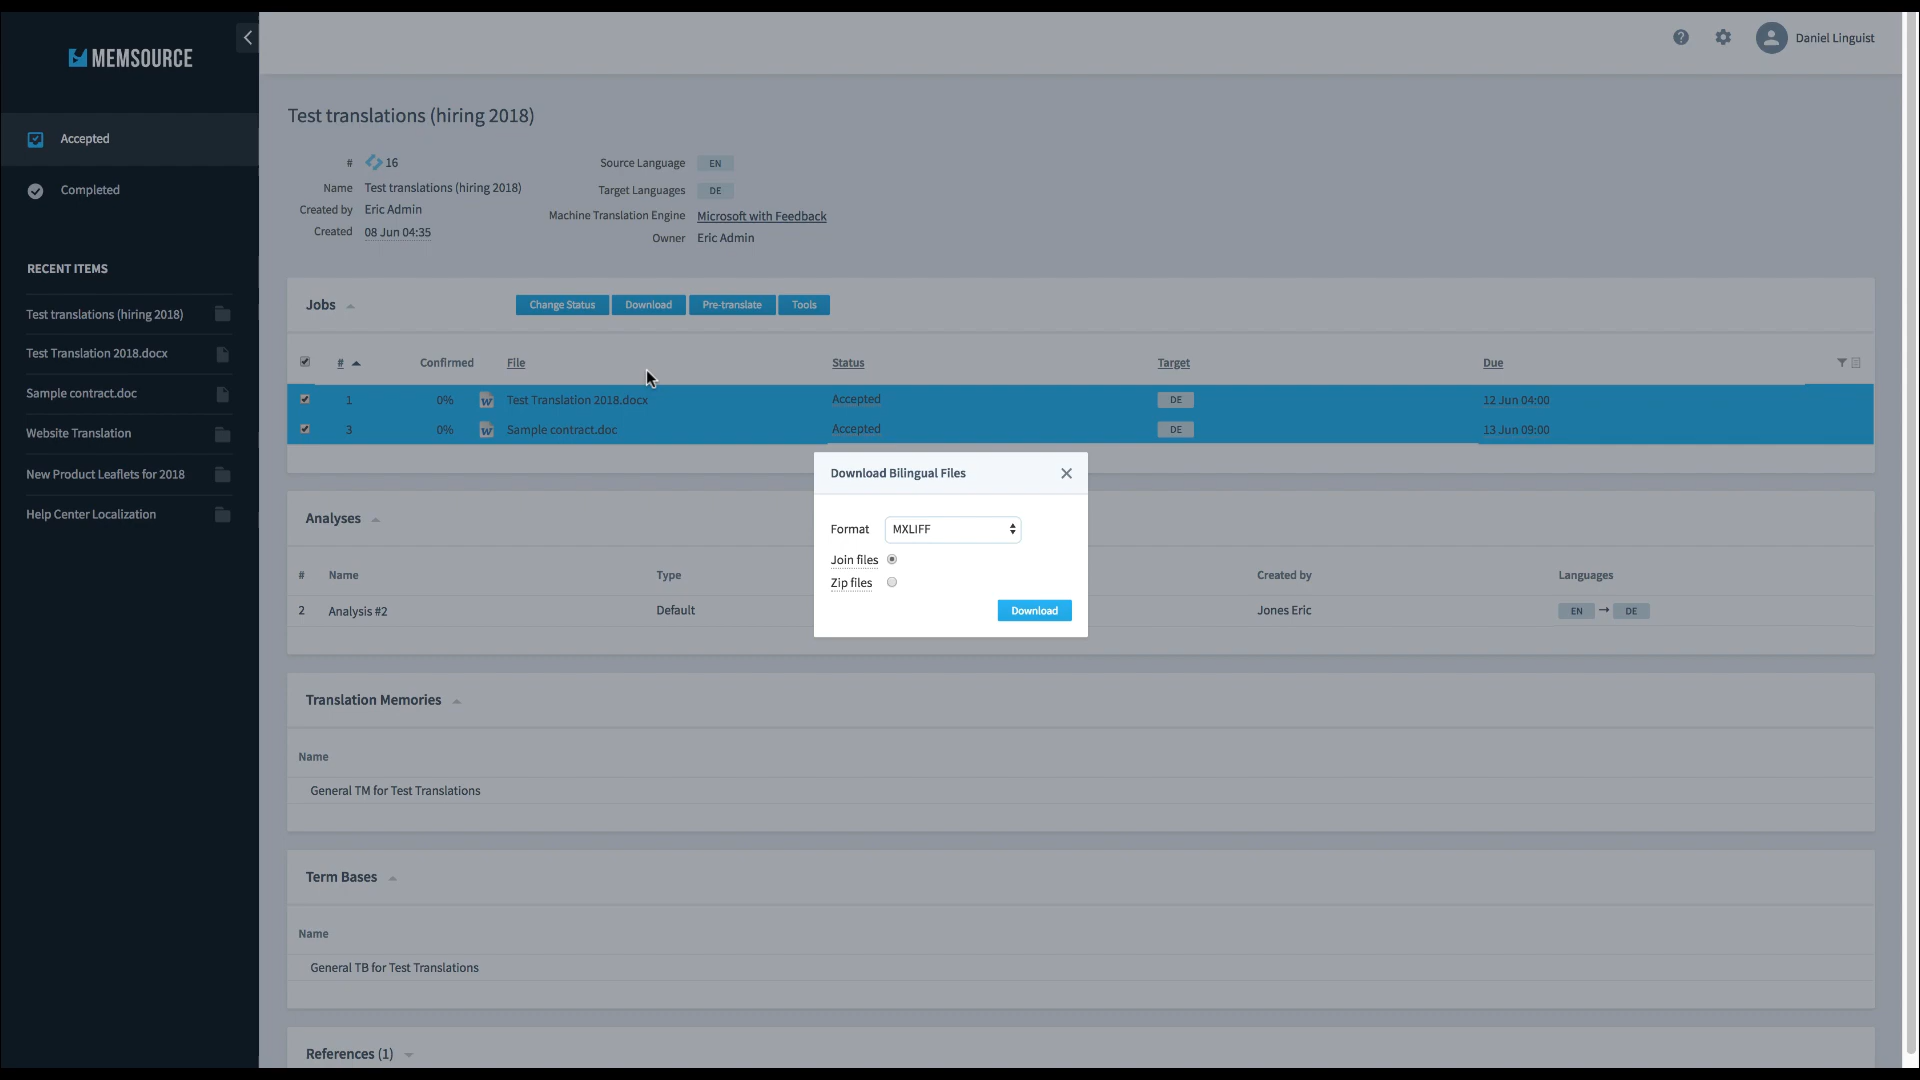 MEMSOURCE
Daniel Linguist
Accepted
Completed
RECENT ITEMS
Test translations (hiring 2018)
Test Translation 2018.docx
Sample contract.doc
Website Translation
New Product Leaflets for 2018
Help Center Localization
Test translations (hiring 2018)
# 16
Name Test translations (hiring 2018)
Created by Eric Admin
Created 08 Jun 04:35
Source Language EN
Target Languages DE
Machine Translation Engine Microsoft with Feedback
Owner Eric Admin
Jobs Change Status Download Pre-translate Tools
# Confirmed File Status Target Due
1 0% Test Translation 2018.docx Accepted DE 12 Jun 04:00
3 0% Sample contract.doc Accepted DE 13 Jun 09:00
Download Bilingual Files
Format MXLIFF
Join files
Zip files
Download
Analyses
# Name Type Created by Languages
2 Analysis #2 Default Jones Eric EN → DE
Translation Memories
Name
General TM for Test Translations
Term Bases
Name
General TB for Test Translations
References (1)